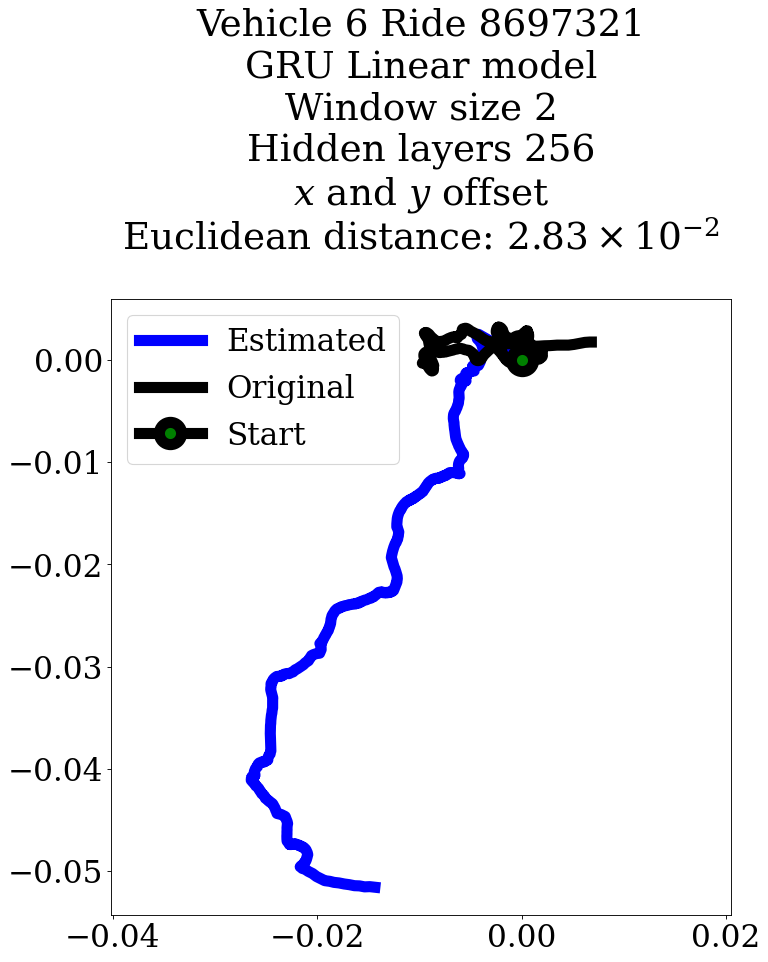 Vehicle 6 Ride 8697321
GRU Linear model
Window size 2
Hidden layers 256
x and y offset
Euclidean distance: 2.83 × 10⁻²
Estimated
Original
Start
0.00
−0.01
−0.02
−0.03
−0.04
−0.05
−0.04 −0.02 0.00 0.02